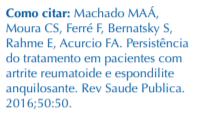 Como citar: Machado MAÁ,
Moura CS, Ferré F, Bernatsky S,
Rahme E, Acurcio FA. Persistência
do tratamento em pacientes com
artrite reumatoide e espondilite
anquilosante. Rev Saude Publica.
2016;50:50.